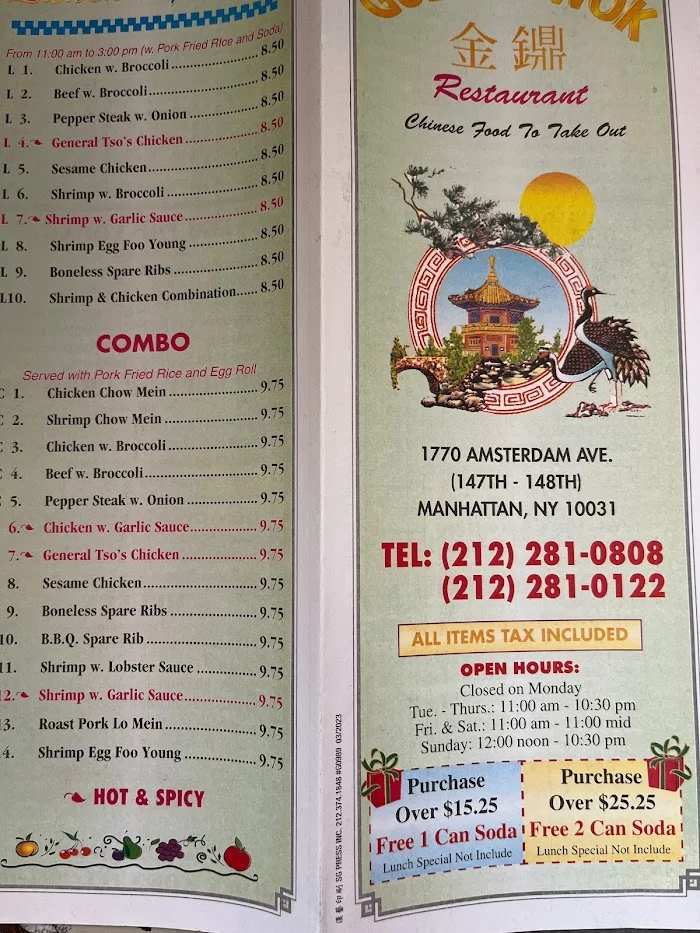 From 11:00 am to 3:00 pm (w. Pork Fried Rice and Soda)
L 1. Chicken w. Broccoli 8.50
L 2. Beef w. Broccoli 8.50
L 3. Pepper Steak w. Onion 8.50
L 4. General Tso's Chicken 8.50
L 5. Sesame Chicken 8.50
L 6. Shrimp w. Broccoli 8.50
L 7. Shrimp w. Garlic Sauce 8.50
L 8. Shrimp Egg Foo Young 8.50
L 9. Boneless Spare Ribs 8.50
L10. Shrimp & Chicken Combination 8.50
COMBO
Served with Pork Fried Rice and Egg Roll
C 1. Chicken Chow Mein 9.75
C 2. Shrimp Chow Mein 9.75
C 3. Chicken w. Broccoli 9.75
C 4. Beef w. Broccoli 9.75
C 5. Pepper Steak w. Onion 9.75
6. Chicken w. Garlic Sauce 9.75
7. General Tso's Chicken 9.75
8. Sesame Chicken 9.75
9. Boneless Spare Ribs 9.75
10. B.B.Q. Spare Rib 9.75
11. Shrimp w. Lobster Sauce 9.75
12. Shrimp w. Garlic Sauce 9.75
13. Roast Pork Lo Mein 9.75
4. Shrimp Egg Foo Young 9.75
HOT & SPICY
SG PRESS INC. 212.374.1848 #G0989 03/2023
WOK
金鼎
Restaurant
Chinese Food To Take Out
1770 AMSTERDAM AVE.
(147TH - 148TH)
MANHATTAN, NY 10031
TEL: (212) 281-0808
(212) 281-0122
ALL ITEMS TAX INCLUDED
OPEN HOURS:
Closed on Monday
Tue. - Thurs.: 11:00 am - 10:30 pm
Fri. & Sat.: 11:00 am - 11:00 mid
Sunday: 12:00 noon - 10:30 pm
Purchase
Over $15.25
Free 1 Can Soda
Lunch Special Not Include
Purchase
Over $25.25
Free 2 Can Soda
Lunch Special Not Include